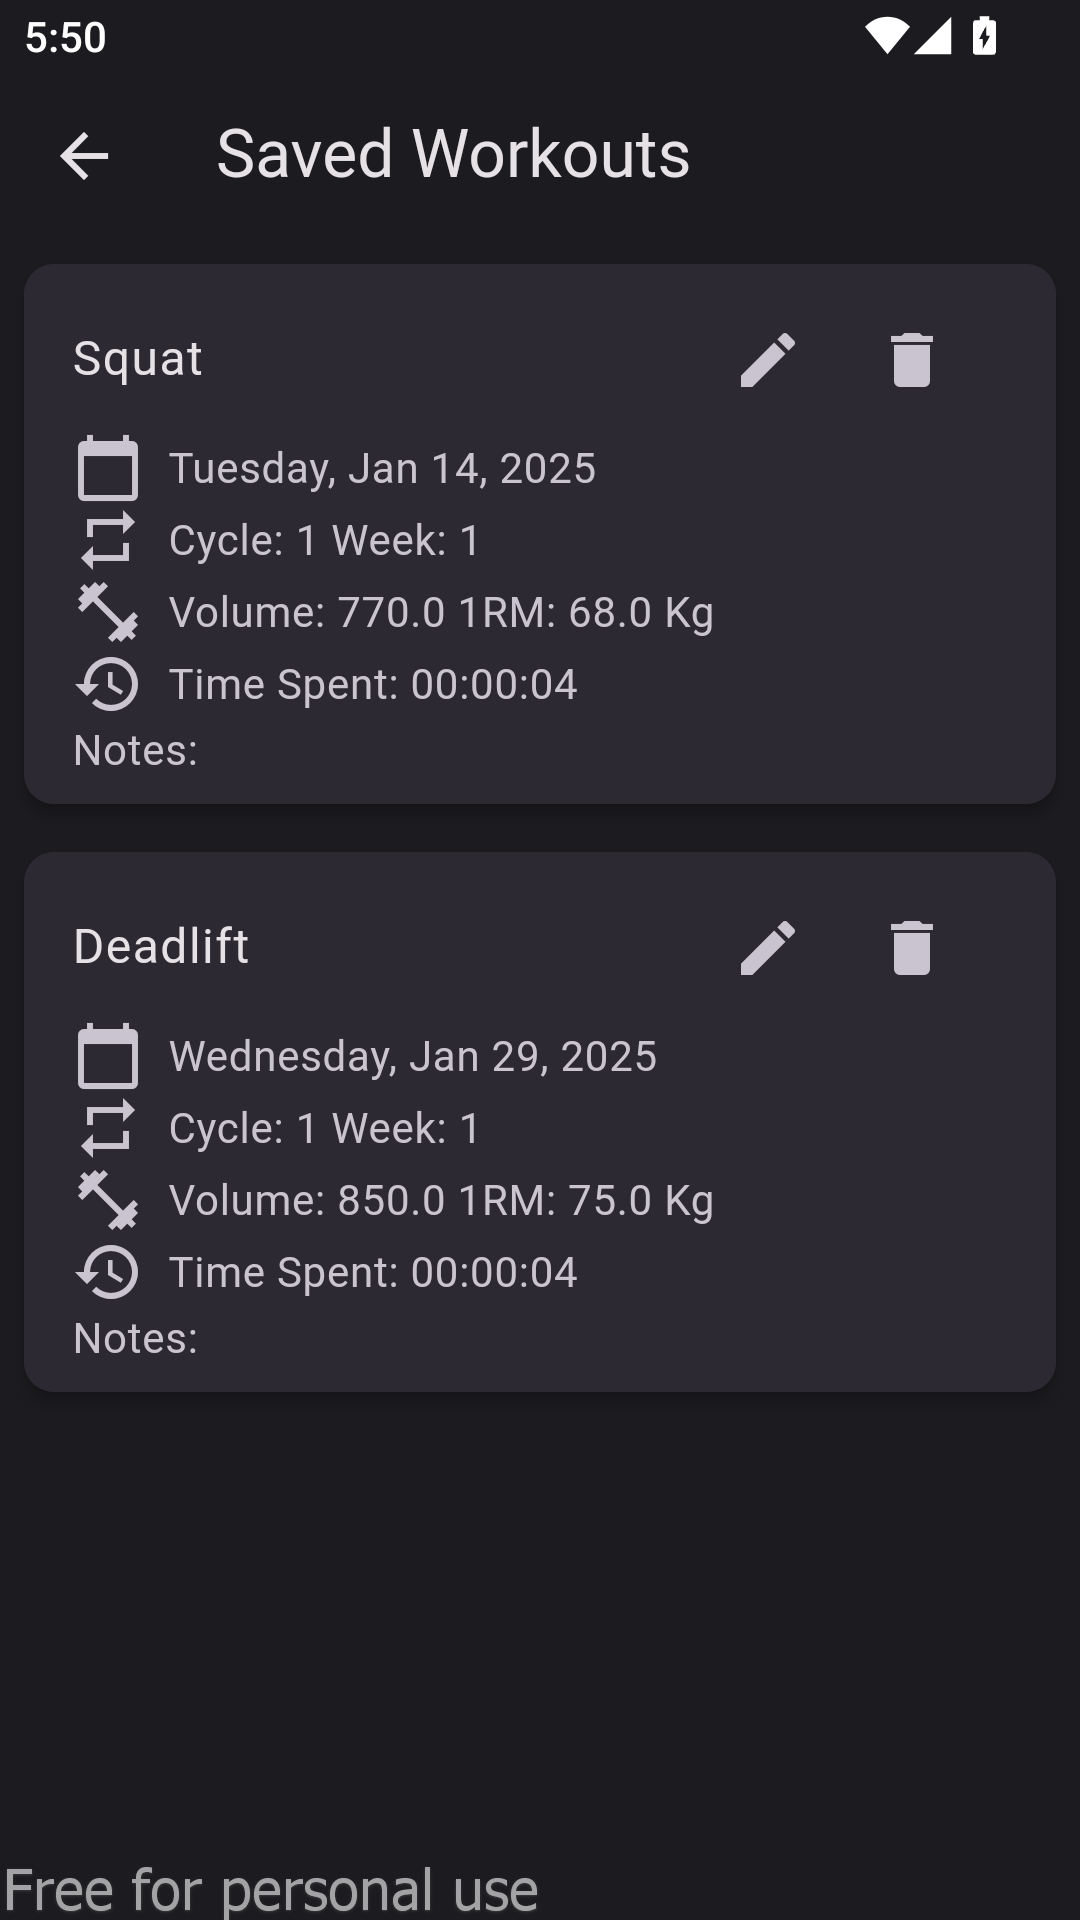 5:50
Saved Workouts
Squat
Tuesday, Jan 14, 2025
Cycle: 1 Week: 1
Volume: 770.0 1RM: 68.0 Kg
Time Spent: 00:00:04
Notes:
Deadlift
Wednesday, Jan 29, 2025
Cycle: 1 Week: 1
Volume: 850.0 1RM: 75.0 Kg
Time Spent: 00:00:04
Notes:
Free for personal use